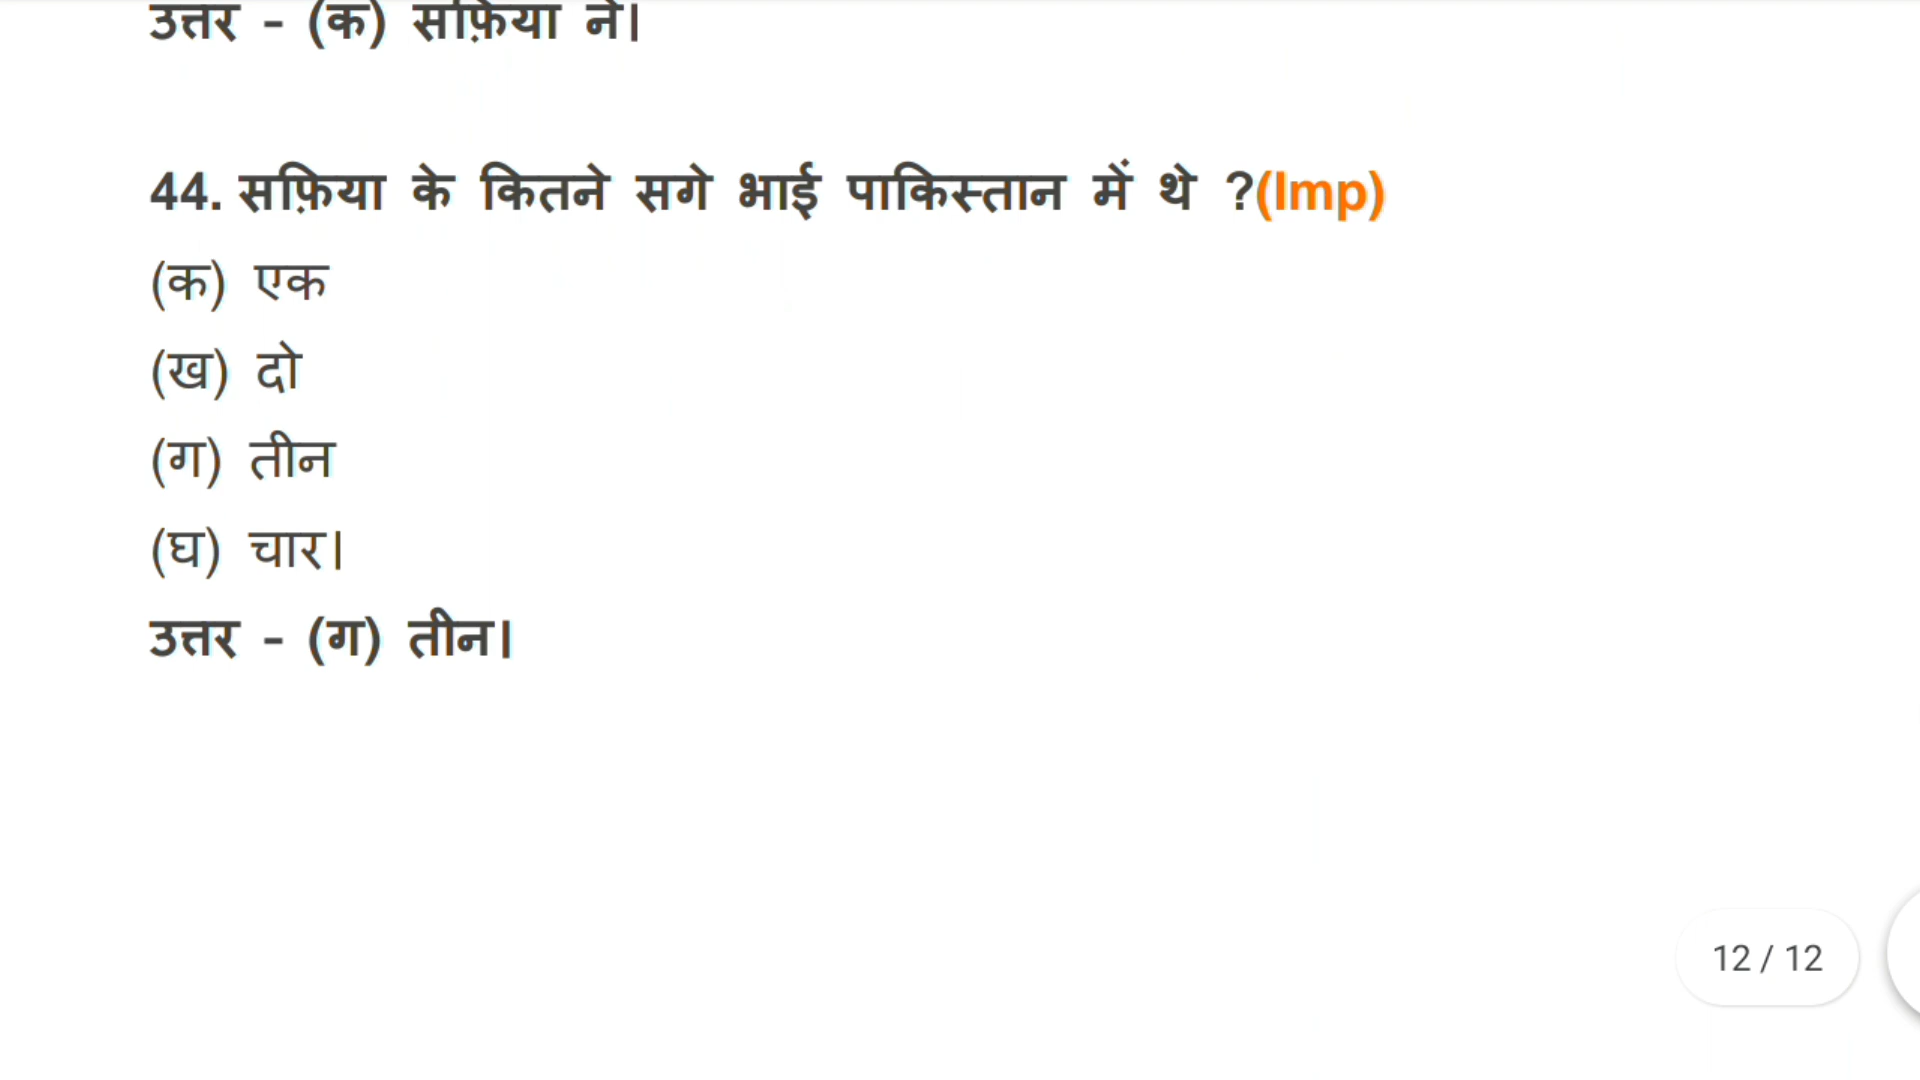 उत्तर - (क) सफ़िया ने।
44. सफ़िया के कितने सगे भाई पाकिस्तान में थे ?(Imp)
(क) एक
(ख) दो
(ग) तीन
(घ) चार।
उत्तर - (ग) तीन।
12 / 12